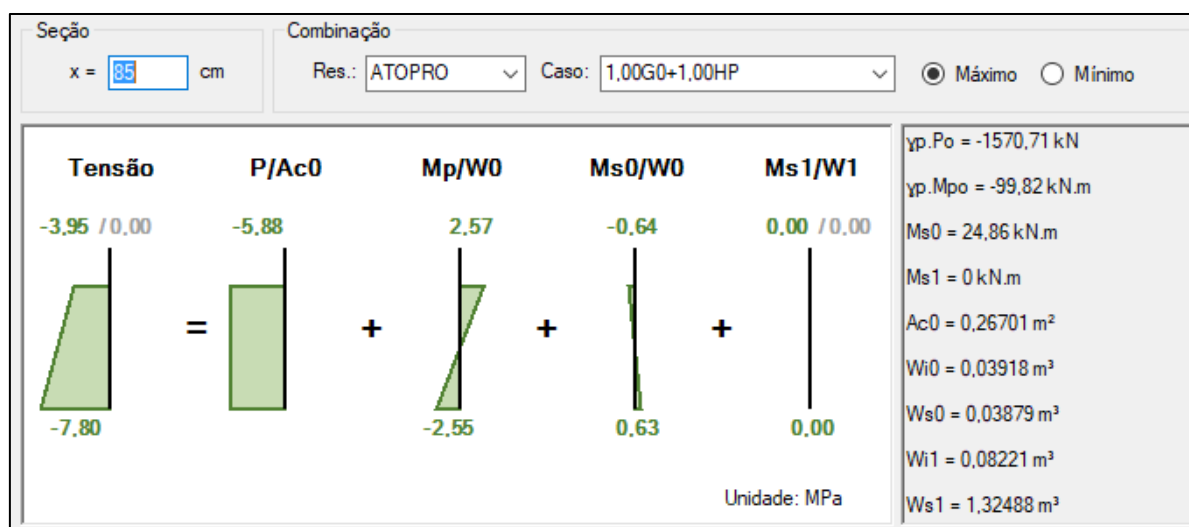 Seção
Combinação
x = 85 cm
Res.: ATOPRO
Caso: 1,00G0+1,00HP
Máximo
Mínimo
Tensão P/Ac0 Mp/W0 Ms0/W0 Ms1/W1
-3,95 / 0,00 -5,88 2,57 -0,64 0,00 / 0,00
= + + +
-7,80 -2,55 0,63 0,00
Unidade: MPa
γp.Po = -1570,71 kN
γp.Mpo = -99,82 kN.m
Ms0 = 24,86 kN.m
Ms1 = 0 kN.m
Ac0 = 0,26701 m²
Wi0 = 0,03918 m³
Ws0 = 0,03879 m³
Wi1 = 0,08221 m³
Ws1 = 1,32488 m³